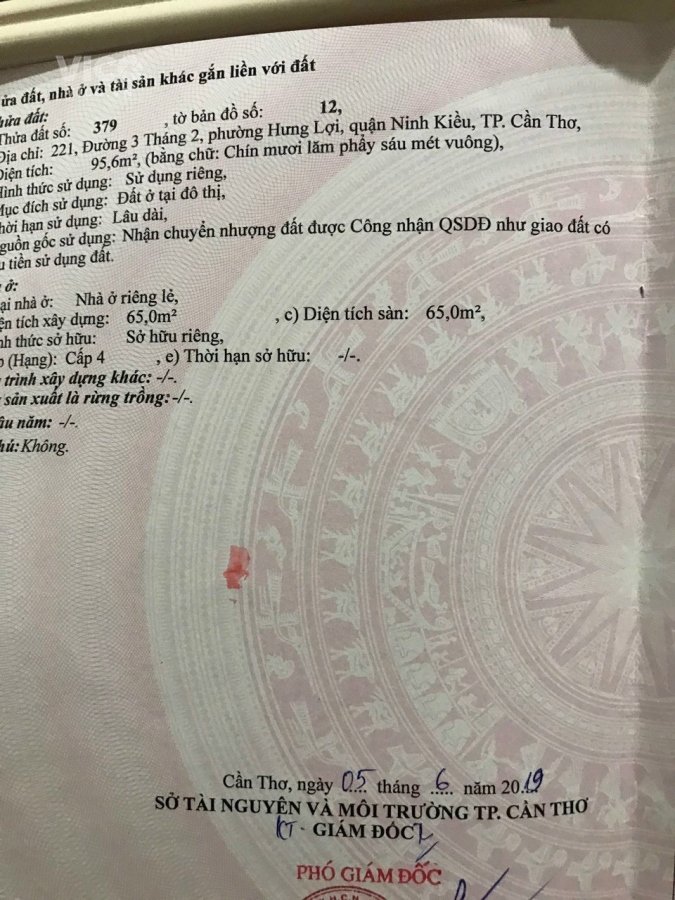 ửa đất, nhà ở và tài sản khác gắn liền với đất
hửa đất:
Thửa đất số: 379 , tờ bản đồ số: 12,
Địa chỉ: 221, Đường 3 Tháng 2, phường Hưng Lợi, quận Ninh Kiều, TP. Cần Thơ,
Diện tích: 95,6m², (bằng chữ: Chín mươi lăm phẩy sáu mét vuông),
Hình thức sử dụng: Sử dụng riêng,
Mục đích sử dụng: Đất ở tại đô thị,
hời hạn sử dụng: Lâu dài,
guồn gốc sử dụng: Nhận chuyển nhượng đất được Công nhận QSDĐ như giao đất có
u tiền sử dụng đất.
ở:
ại nhà ở: Nhà ở riêng lẻ,
ện tích xây dựng: 65,0m² , c) Diện tích sàn: 65,0m²,
nh thức sở hữu: Sở hữu riêng,
p (Hạng): Cấp 4 , e) Thời hạn sở hữu: -/-.
trình xây dựng khác: -/-.
sản xuất là rừng trồng: -/-.
âu năm: -/-.
hú: Không.
Cần Thơ, ngày 05 tháng 6 năm 2019
SỞ TÀI NGUYÊN VÀ MÔI TRƯỜNG TP. CẦN THƠ
KT. GIÁM ĐỐC
PHÓ GIÁM ĐỐC